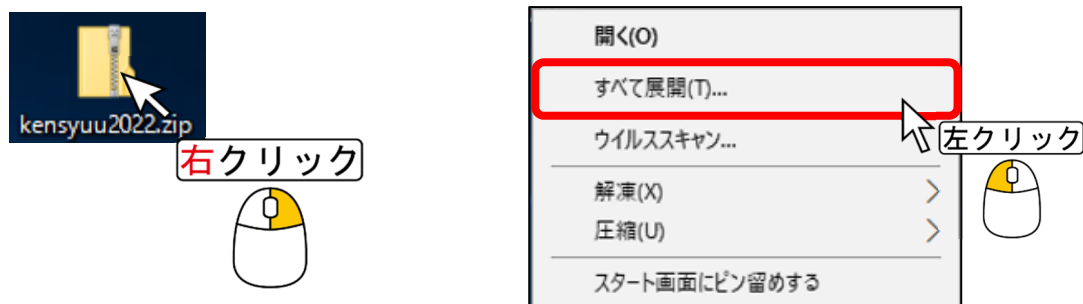 kensyuu2022.zip
右クリック
開く(O)
すべて展開(T)...
ウイルススキャン...
左クリック
解凍(X)
圧縮(U)
スタート画面にピン留めする